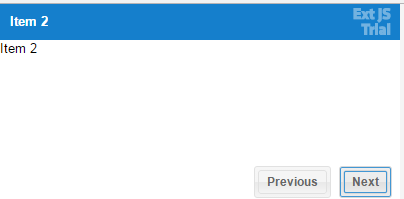 Item 2
Ext JS
Trial
Item 2
Previous
Next